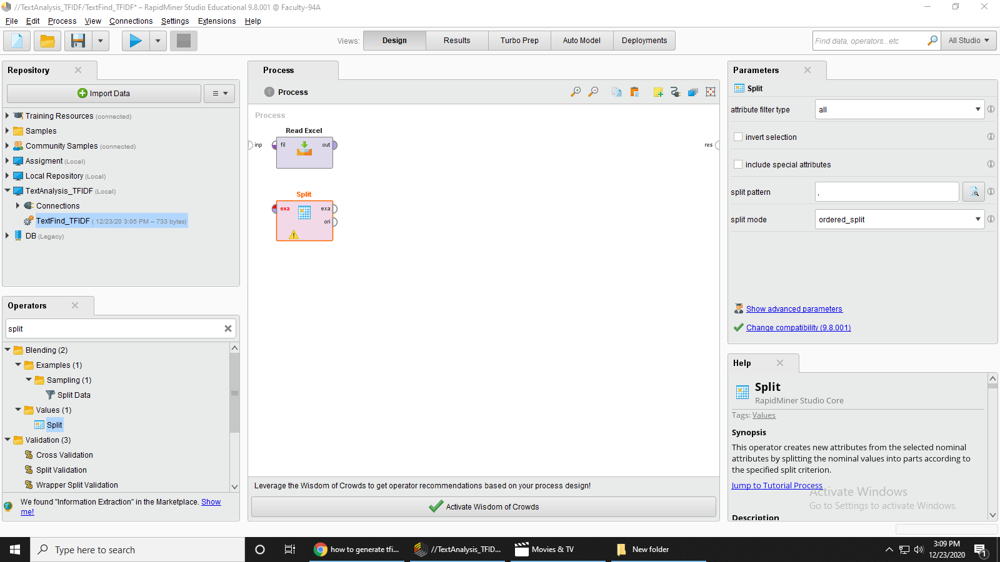 //TextAnalysis_TFIDF/TextFind_TFIDF* – RapidMiner Studio Educational 9.8.001 @ Faculty-94A
File Edit Process View Connections Settings Extensions Help
Views: Design Results Turbo Prep Auto Model Deployments
Find data, operators...etc
All Studio
Repository
Import Data
Training Resources (connected)
Samples
Community Samples (connected)
Assigment (Local)
Local Repository (Local)
TextAnalysis_TFIDF (Local)
Connections
TextFind_TFIDF ( 12/23/20 3:05 PM – 733 bytes)
DB (Legacy)
Operators
split
Blending (2)
Examples (1)
Sampling (1)
Split Data
Values (1)
Split
Validation (3)
Cross Validation
Split Validation
Wrapper Split Validation
We found "Information Extraction" in the Marketplace. Show
me!
Process
Process
Process
Read Excel
inp fil out res
Split
exa exa
ori
Leverage the Wisdom of Crowds to get operator recommendations based on your process design!
Activate Wisdom of Crowds
Parameters
Split
attribute filter type all
invert selection
include special attributes
split pattern ,
split mode ordered_split
Show advanced parameters
Change compatibility (9.8.001)
Help
Split
RapidMiner Studio Core
Tags: Values
Synopsis
This operator creates new attributes from the selected nominal
attributes by splitting the nominal values into parts according to
the specified split criterion.
Jump to Tutorial Process
Activate Windows
Go to Settings to activate Windows.
Description
Type here to search
how to generate tfi...
//TextAnalysis_TFID...
Movies & TV
New folder
3:09 PM
12/23/2020
1